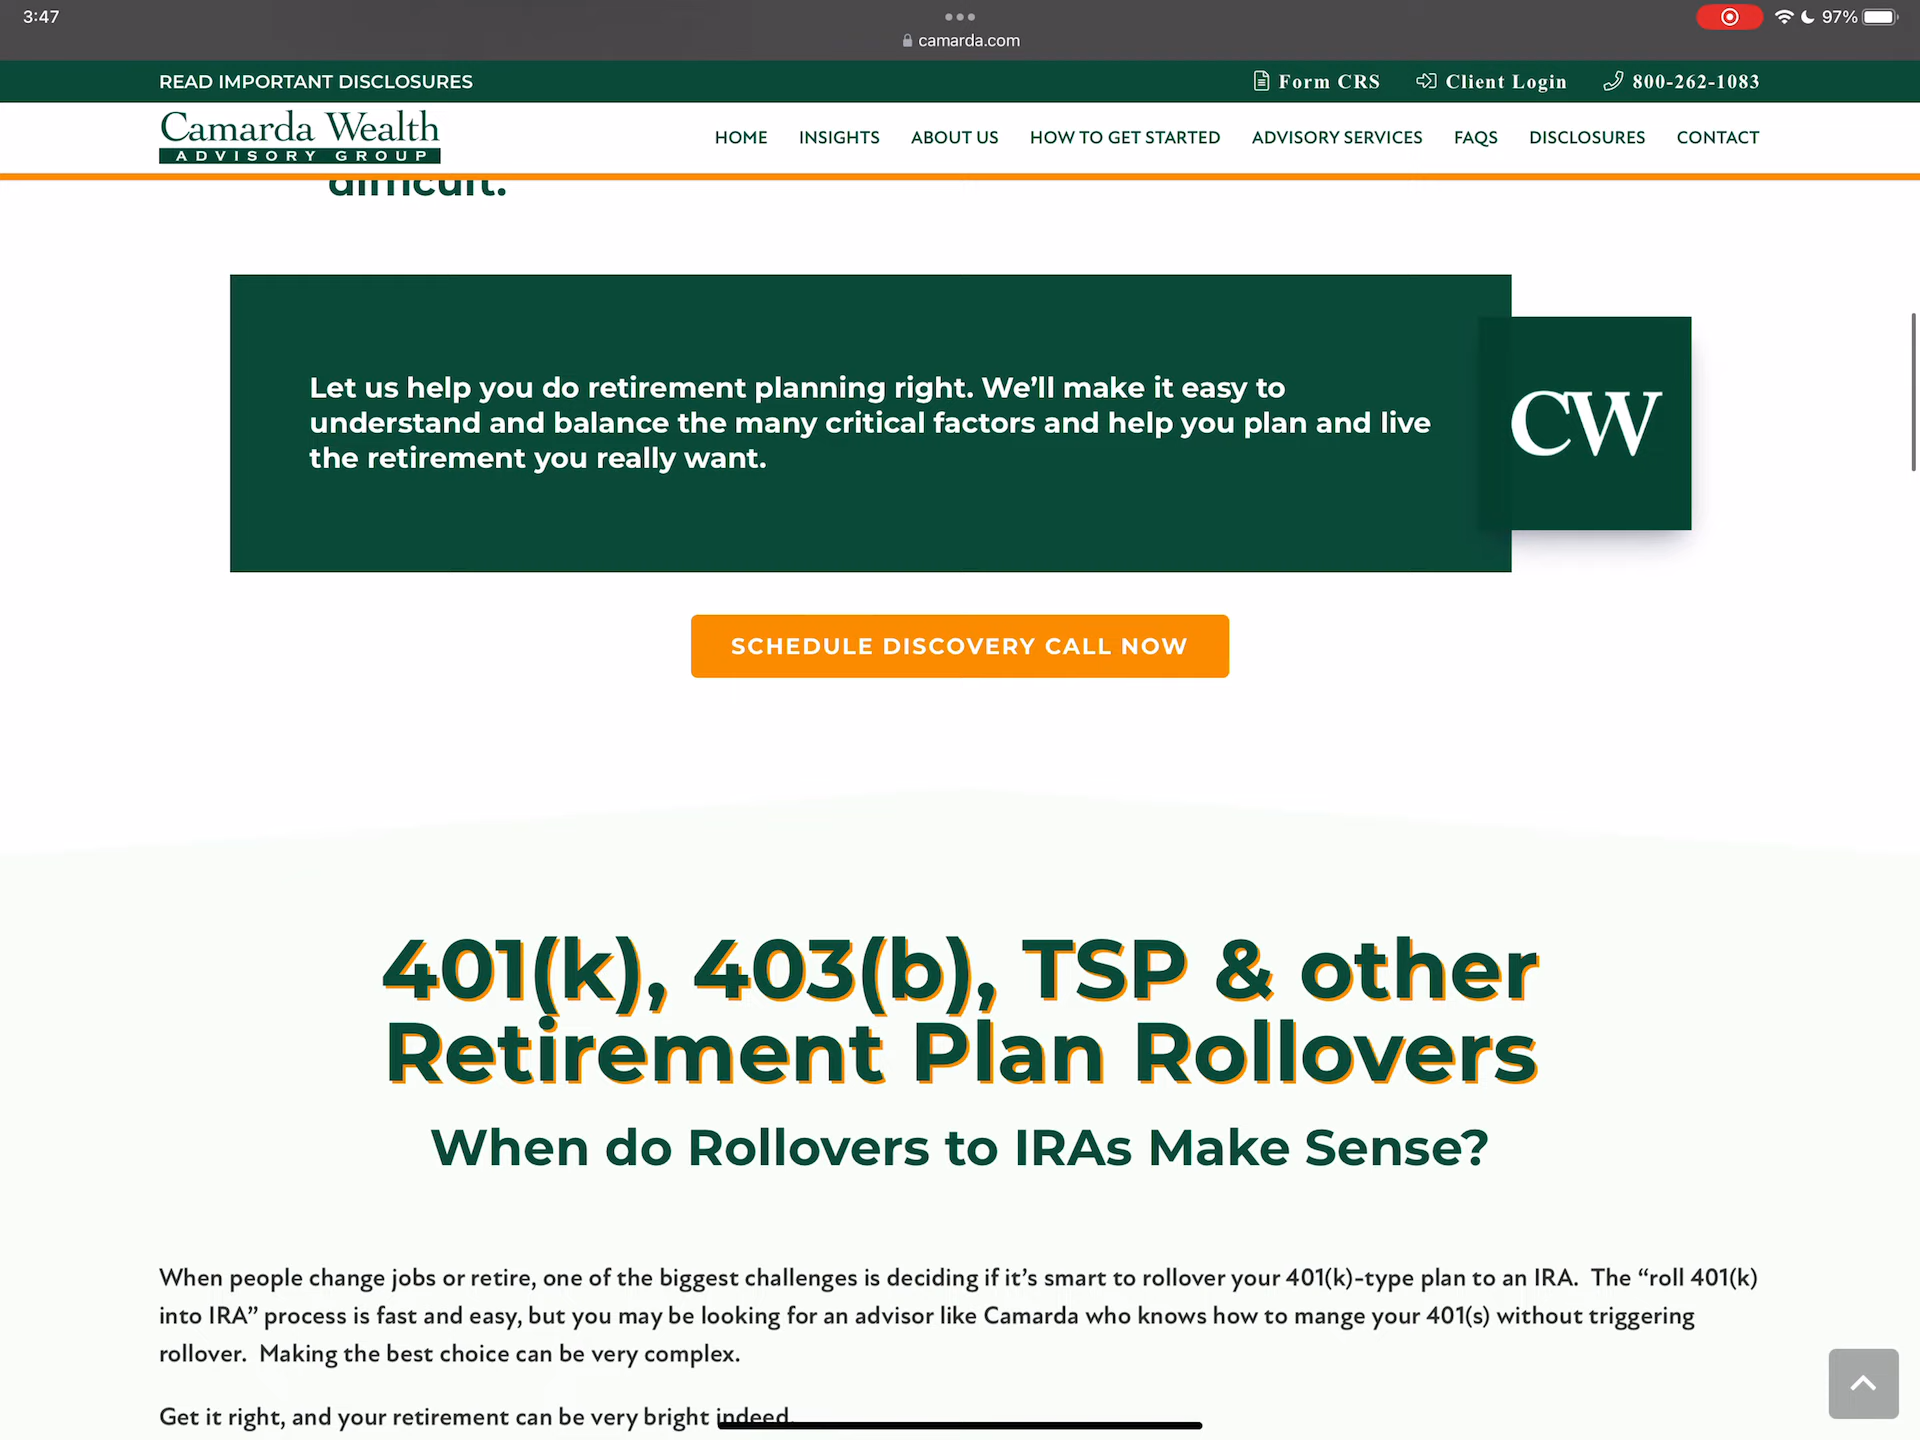 3:47
97%
camarda.com
READ IMPORTANT DISCLOSURES
Form CRS
Client Login
800-262-1083
Camarda Wealth
ADVISORY GROUP
HOME
INSIGHTS
ABOUT US
HOW TO GET STARTED
ADVISORY SERVICES
FAQS
DISCLOSURES
CONTACT
difficult.
Let us help you do retirement planning right. We’ll make it easy to
understand and balance the many critical factors and help you plan and live
the retirement you really want.
CW
SCHEDULE DISCOVERY CALL NOW
401(k), 403(b), TSP & other
Retirement Plan Rollovers
When do Rollovers to IRAs Make Sense?
When people change jobs or retire, one of the biggest challenges is deciding if it’s smart to rollover your 401(k)-type plan to an IRA.  The “roll 401(k)
into IRA” process is fast and easy, but you may be looking for an advisor like Camarda who knows how to mange your 401(s) without triggering
rollover.  Making the best choice can be very complex.
Get it right, and your retirement can be very bright indeed.